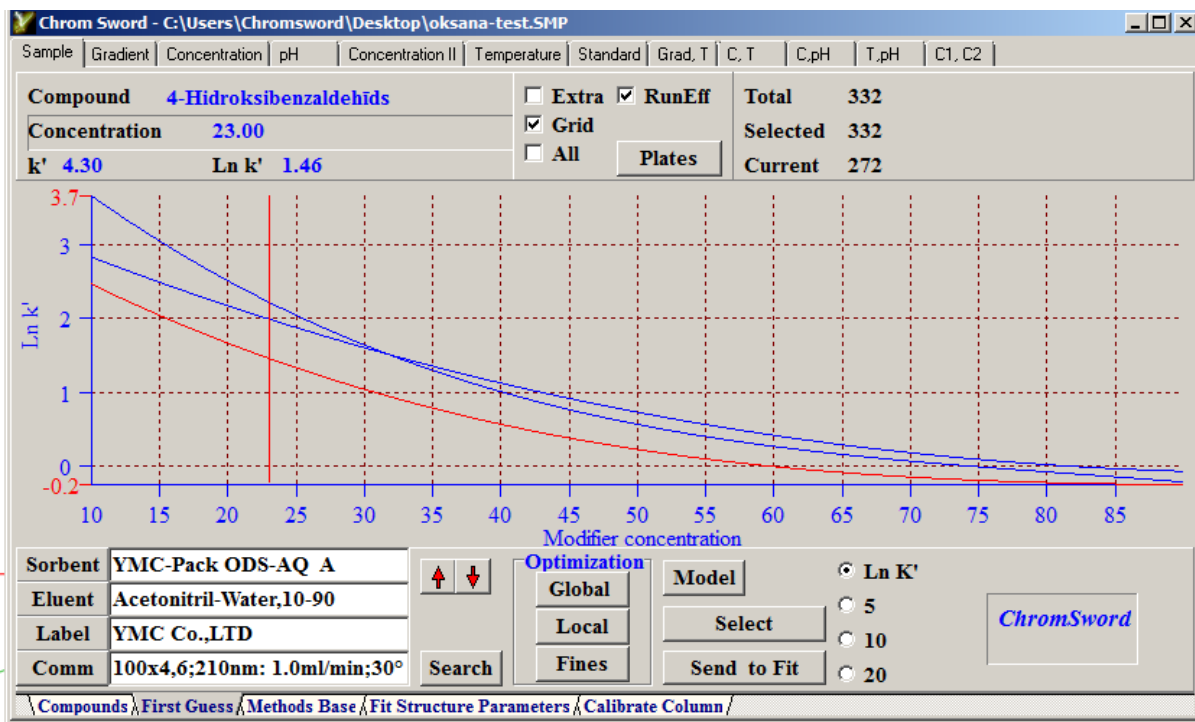 Chrom Sword - C:\Users\Chromsword\Desktop\oksana-test.SMP
Sample Gradient Concentration pH Concentration II Temperature Standard Grad, T C, T C,pH T,pH C1, C2
Compound 4-Hidroksibenzaldehīds
Concentration 23.00
k' 4.30 Ln k' 1.46
Extra RunEff
Grid
All Plates
Total 332
Selected 332
Current 272
3.7
3
2
1
0
-0.2
Ln k'
10 15 20 25 30 35 40 45 50 55 60 65 70 75 80 85
Modifier concentration
Sorbent YMC-Pack ODS-AQ A
Eluent Acetonitril-Water,10-90
Label YMC Co.,LTD
Comm 100x4,6;210nm: 1.0ml/min;30°
Search
Optimization
Global
Local
Fines
Model
Select
Send to Fit
Ln K'
5
10
20
ChromSword
Compounds First Guess Methods Base Fit Structure Parameters Calibrate Column